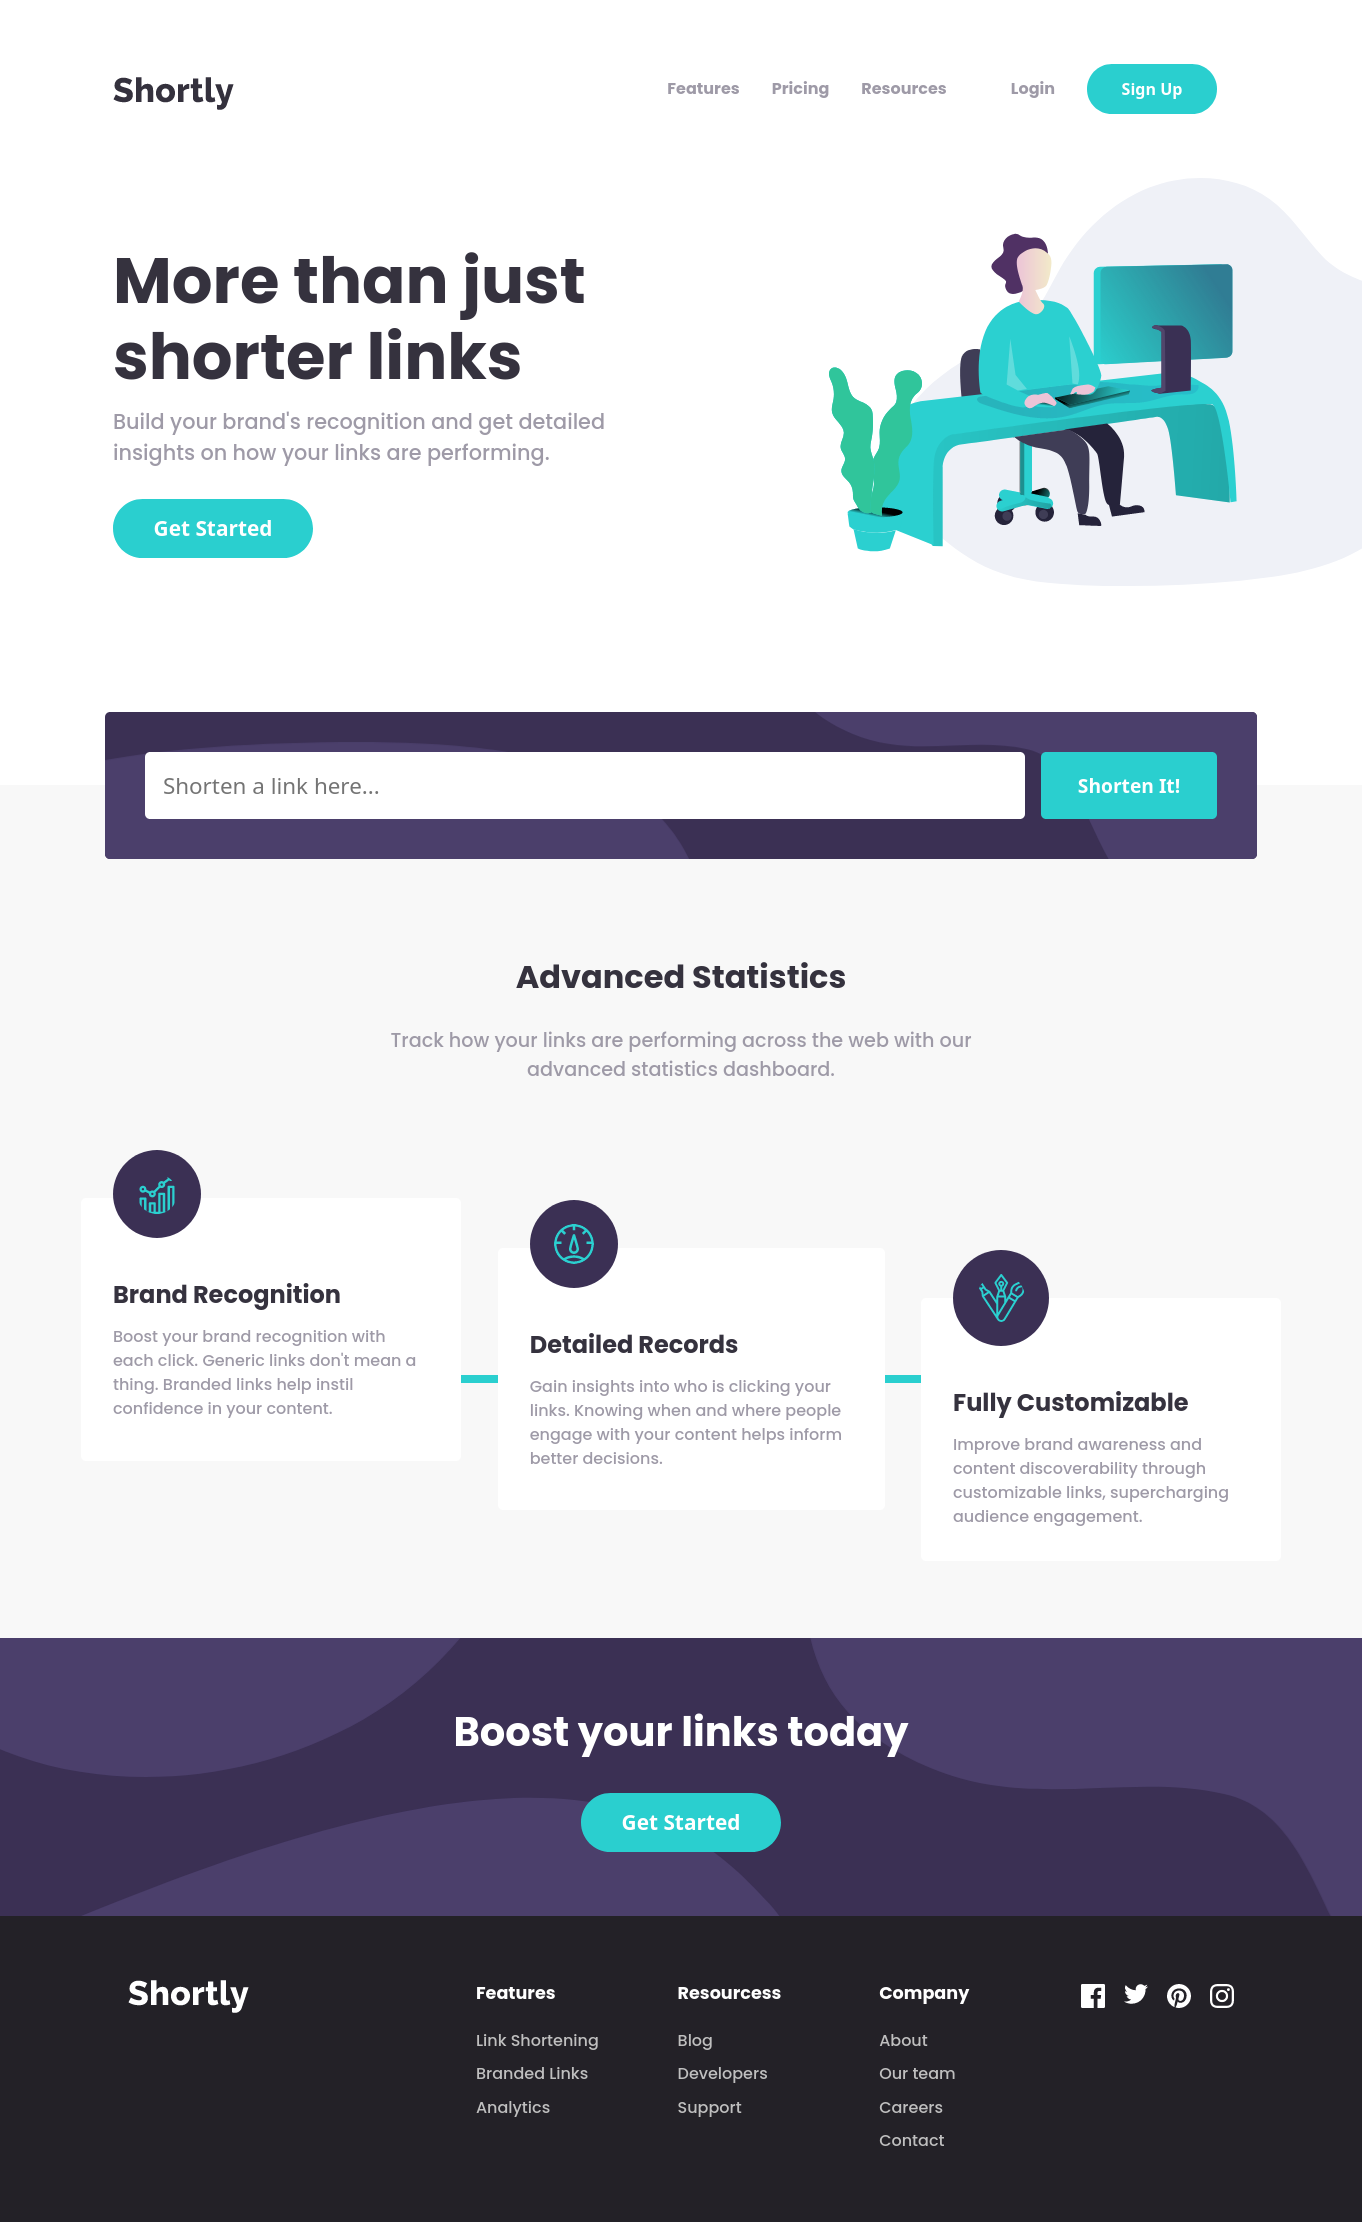 Shortly
Features Pricing Resources Login Sign Up
More than just
shorter links
Build your brand's recognition and get detailed
insights on how your links are performing.
Get Started
Shorten a link here...
Shorten It!
Advanced Statistics
Track how your links are performing across the web with our
advanced statistics dashboard.
Brand Recognition
Boost your brand recognition with
each click. Generic links don't mean a
thing. Branded links help instil
confidence in your content.
Detailed Records
Gain insights into who is clicking your
links. Knowing when and where people
engage with your content helps inform
better decisions.
Fully Customizable
Improve brand awareness and
content discoverability through
customizable links, supercharging
audience engagement.
Boost your links today
Get Started
Shortly
Features
Link Shortening
Branded Links
Analytics
Resourcess
Blog
Developers
Support
Company
About
Our team
Careers
Contact